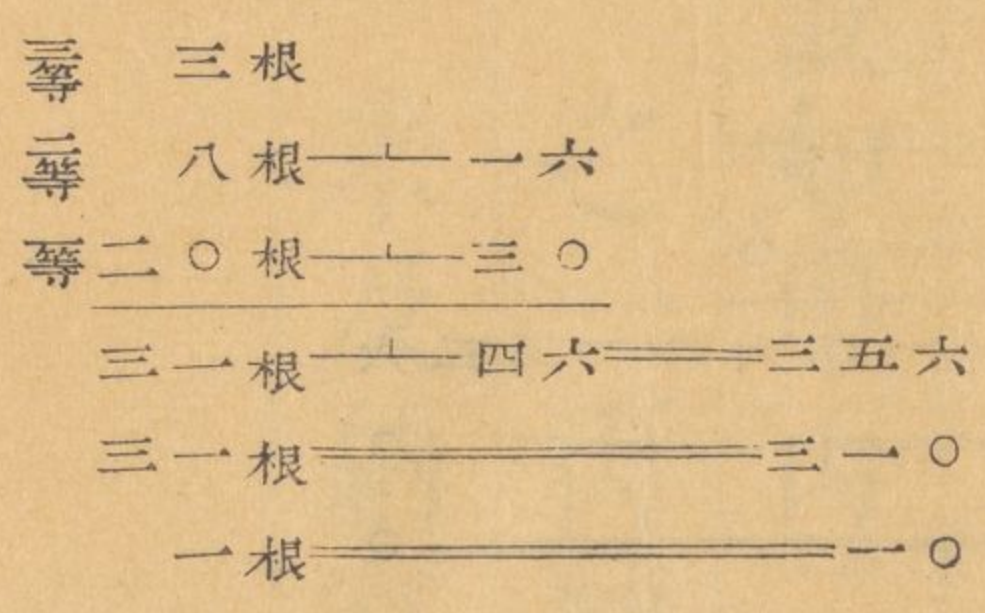 三等 三根
二等 八根⊥一六
一等二〇根⊥三〇
三一根⊥四六＝三五六
三一根＝三一〇
一根＝一〇